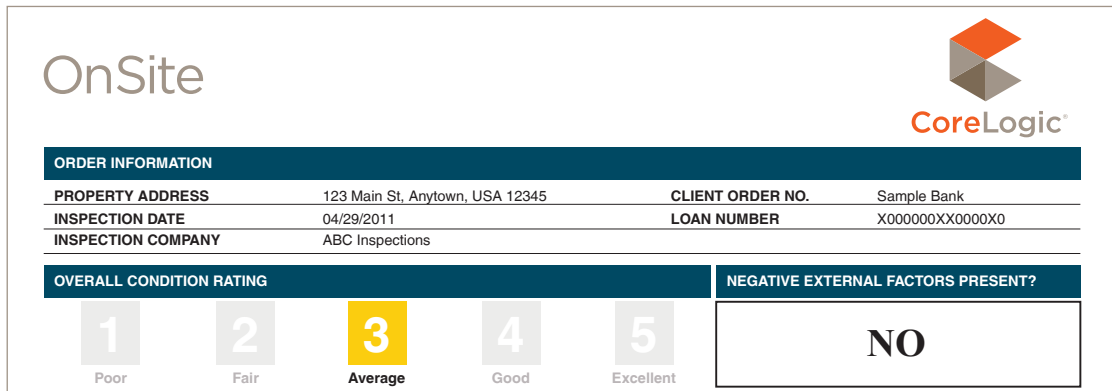 OnSite
CoreLogic®
ORDER INFORMATION
PROPERTY ADDRESS 123 Main St, Anytown, USA 12345 CLIENT ORDER NO. Sample Bank
INSPECTION DATE 04/29/2011 LOAN NUMBER X000000XX0000X0
INSPECTION COMPANY ABC Inspections
OVERALL CONDITION RATING NEGATIVE EXTERNAL FACTORS PRESENT?
1 2 3 4 5 NO
Poor Fair Average Good Excellent